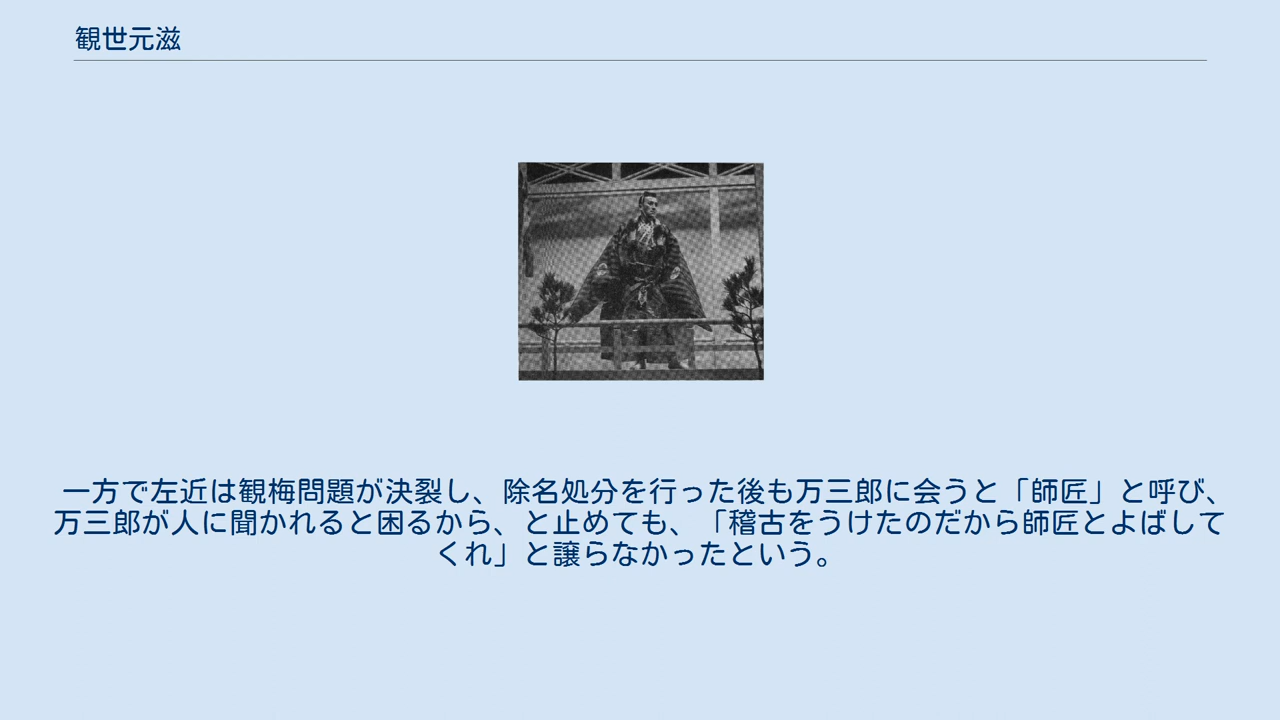 観世元滋
一方で左近は観梅問題が決裂し、除名処分を行った後も万三郎に会うと「師匠」と呼び、
万三郎が人に聞かれると困るから、と止めても、「稽古をうけたのだから師匠とよばして
くれ」と譲らなかったという。